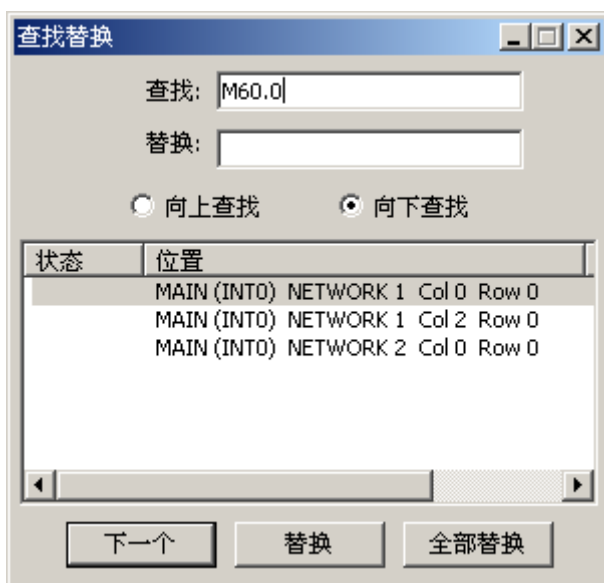 查找替换
查找: M60.0
替换:
向上查找 向下查找
状态 位置
MAIN (INT0) NETWORK 1 Col 0 Row 0
MAIN (INT0) NETWORK 1 Col 2 Row 0
MAIN (INT0) NETWORK 2 Col 0 Row 0
下一个 替换 全部替换